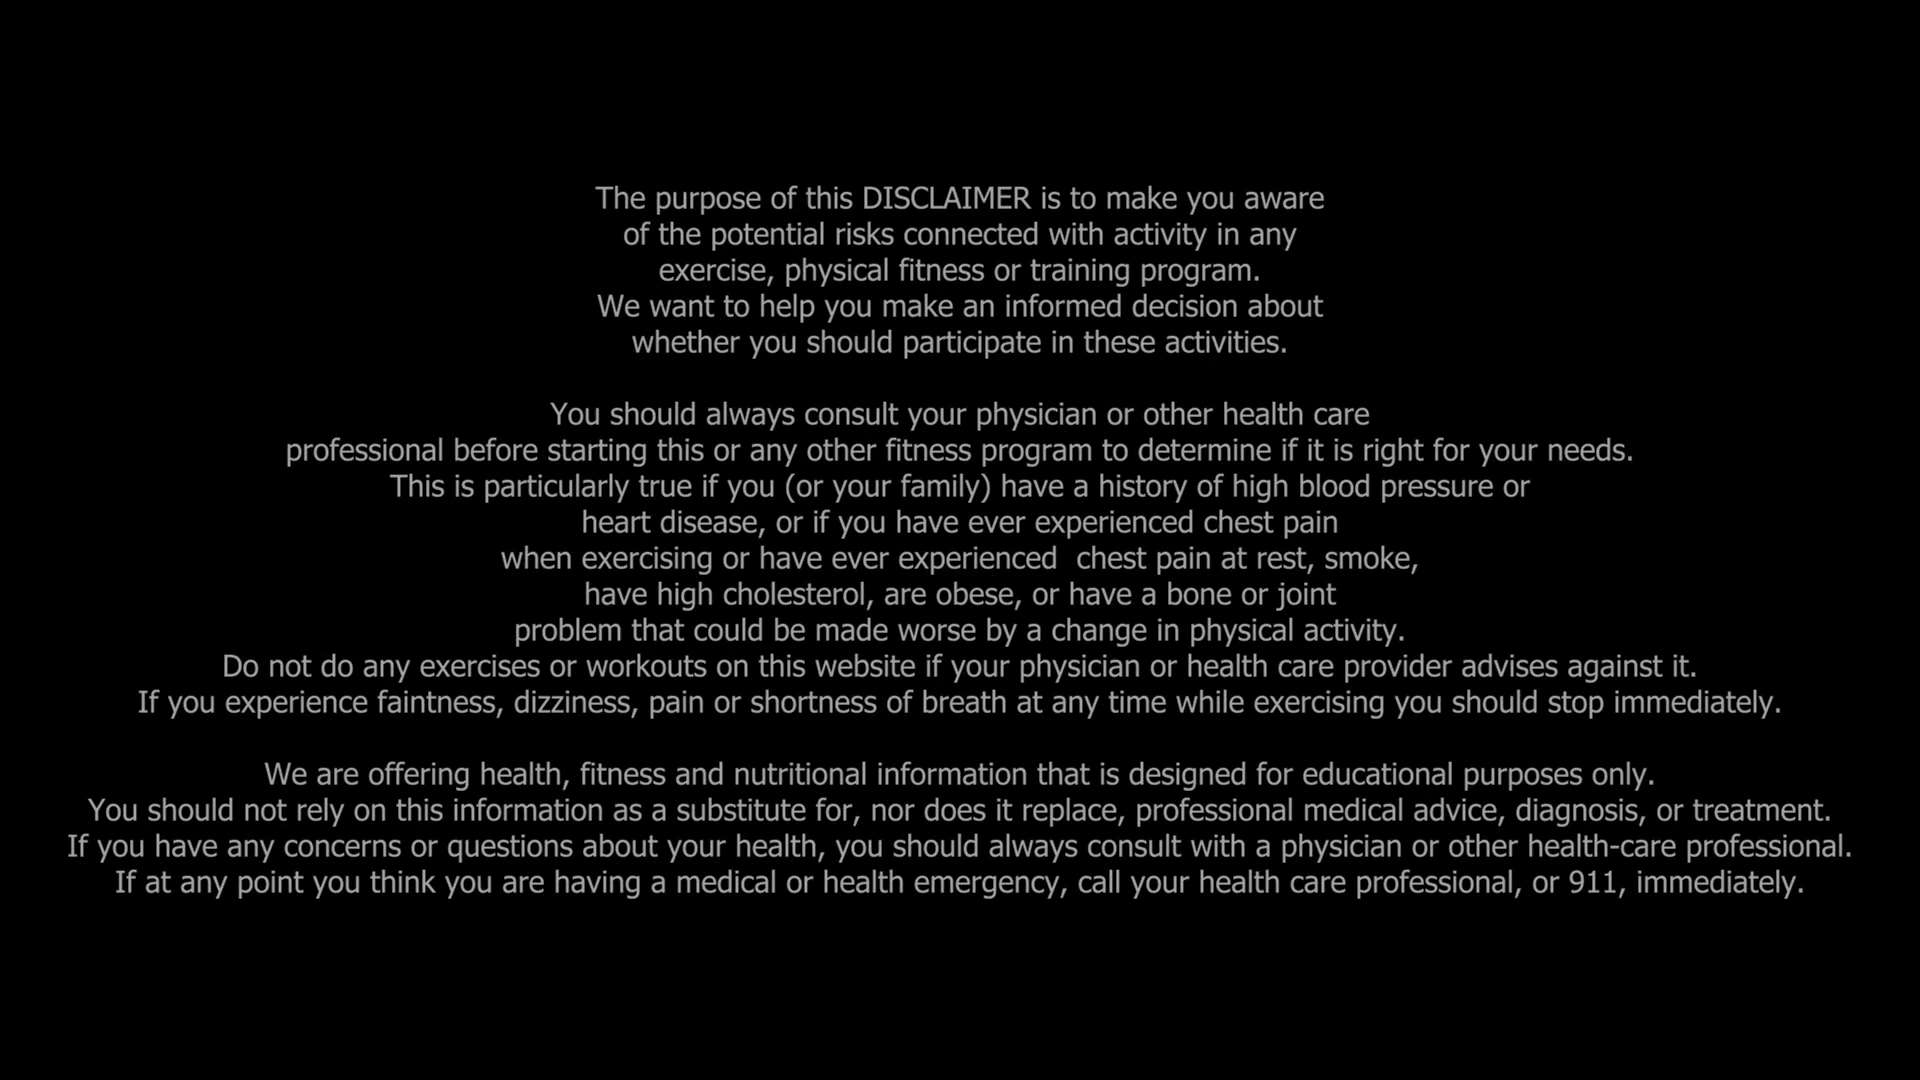 The purpose of this DISCLAIMER is to make you aware
of the potential risks connected with activity in any
exercise, physical fitness or training program.
We want to help you make an informed decision about
whether you should participate in these activities.
You should always consult your physician or other health care
professional before starting this or any other fitness program to determine if it is right for your needs.
This is particularly true if you (or your family) have a history of high blood pressure or
heart disease, or if you have ever experienced chest pain
when exercising or have ever experienced  chest pain at rest, smoke,
have high cholesterol, are obese, or have a bone or joint
problem that could be made worse by a change in physical activity.
Do not do any exercises or workouts on this website if your physician or health care provider advises against it.
If you experience faintness, dizziness, pain or shortness of breath at any time while exercising you should stop immediately.
We are offering health, fitness and nutritional information that is designed for educational purposes only.
You should not rely on this information as a substitute for, nor does it replace, professional medical advice, diagnosis, or treatment.
If you have any concerns or questions about your health, you should always consult with a physician or other health-care professional.
If at any point you think you are having a medical or health emergency, call your health care professional, or 911, immediately.